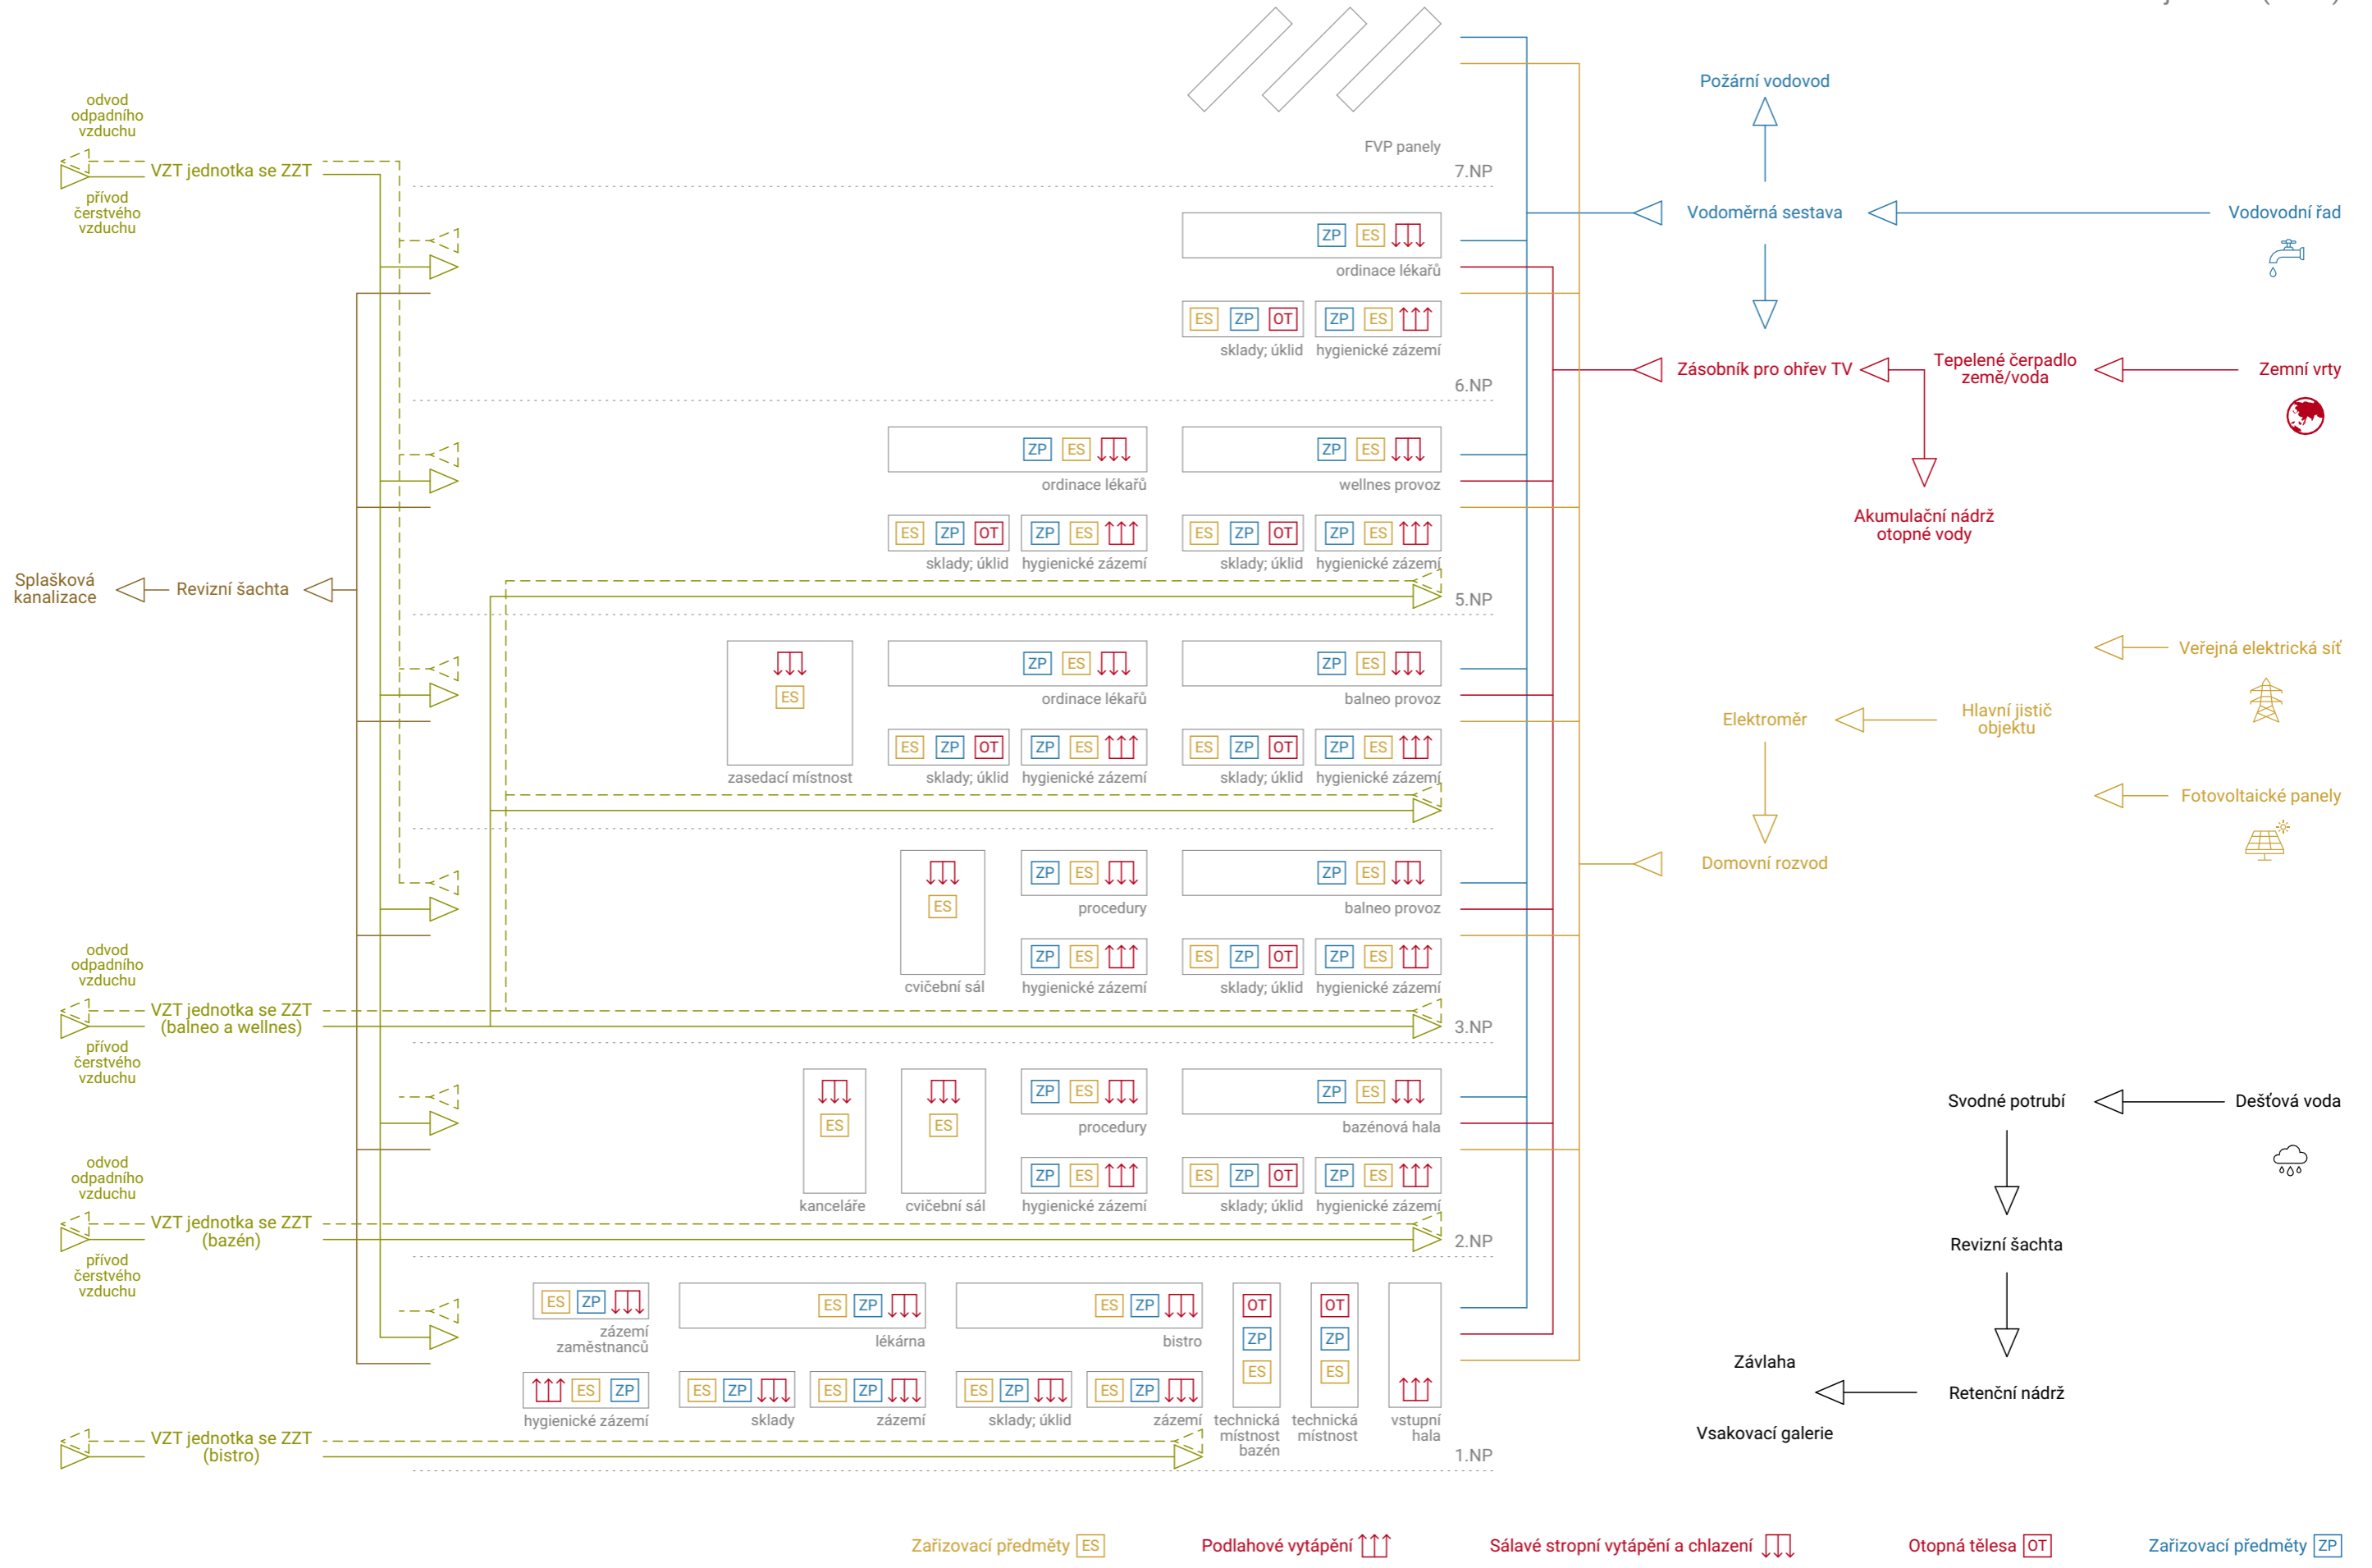 FVP panely
7.NP
ZP ES
ordinace lékařů
ES ZP OT ZP ES
sklady; úklid hygienické zázemí
6.NP
ZP ES ZP ES
ordinace lékařů wellnes provoz
ES ZP OT ZP ES ES ZP OT ZP ES
sklady; úklid hygienické zázemí sklady; úklid hygienické zázemí
5.NP
ZP ES ZP ES
ES
ordinace lékařů balneo provoz
ES ZP OT ZP ES ES ZP OT ZP ES
zasedací místnost sklady; úklid hygienické zázemí sklady; úklid hygienické zázemí
ZP ES ZP ES
ES
procedury balneo provoz
ZP ES ES ZP OT ZP ES
cvičební sál hygienické zázemí sklady; úklid hygienické zázemí
3.NP
ZP ES ZP ES
ES ES
procedury bazénová hala
ZP ES ES ZP OT ZP ES
kanceláře cvičební sál hygienické zázemí sklady; úklid hygienické zázemí
2.NP
ES ZP ES ZP ES ZP OT OT
ZP ZP
zázemí
zaměstnanců
lékárna bistro
ES ES
ES ZP ES ZP ES ZP ES ZP ES ZP
hygienické zázemí sklady zázemí sklady; úklid zázemí
technická
místnost
bazén
technická
místnost
vstupní
hala
1.NP
odvod
odpadního
vzduchu
VZT jednotka se ZZT
přívod
čerstvého
vzduchu
Splašková
kanalizace
Revizní šachta
odvod
odpadního
vzduchu
VZT jednotka se ZZT
(balneo a wellnes)
přívod
čerstvého
vzduchu
odvod
odpadního
vzduchu
VZT jednotka se ZZT
(bazén)
přívod
čerstvého
vzduchu
VZT jednotka se ZZT
(bistro)
Požární vodovod
Vodoměrná sestava
Vodovodní řad
Zásobník pro ohřev TV
Tepelené čerpadlo
země/voda
Zemní vrty
Akumulační nádrž
otopné vody
Veřejná elektrická síť
Elektroměr
Hlavní jistič
objektu
Fotovoltaické panely
Domovní rozvod
Svodné potrubí
Dešťová voda
Revizní šachta
Závlaha
Retenční nádrž
Vsakovací galerie
Zařizovací předměty ES
Podlahové vytápění
Sálavé stropní vytápění a chlazení
Otopná tělesa OT
Zařizovací předměty ZP